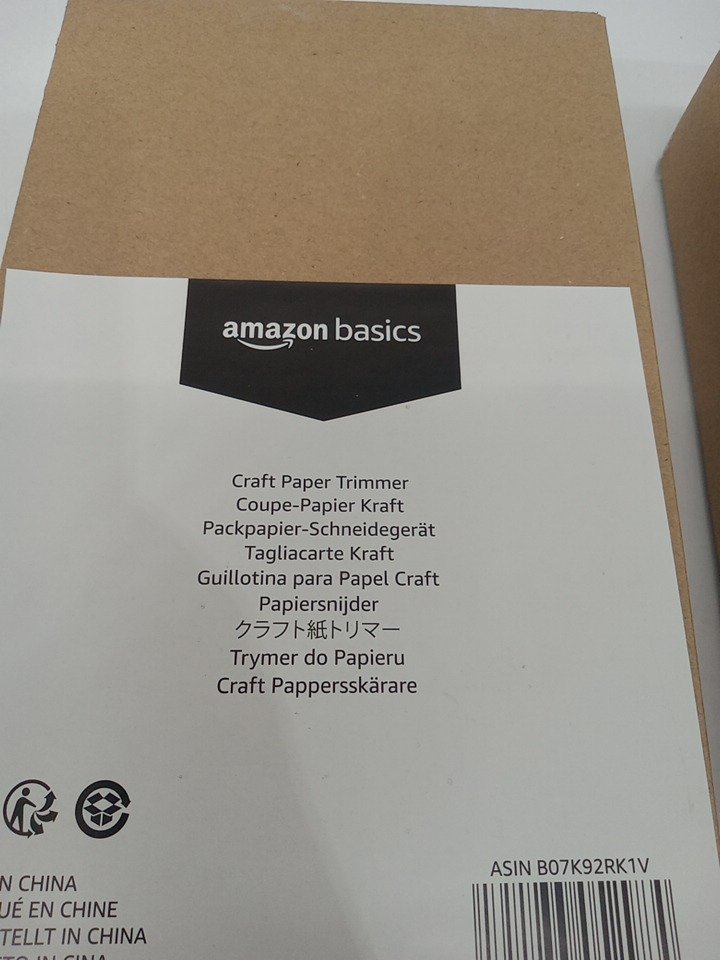 amazon basics
Craft Paper Trimmer
Coupe-Papier Kraft
Packpapier-Schneidegerät
Tagliacarte Kraft
Guillotina para Papel Craft
Papiersnijder
クラフト紙トリマー
Trymer do Papieru
Craft Pappersskärare
ASIN B07K92RK1V
N CHINA
UÉ EN CHINE
TELLT IN CHINA